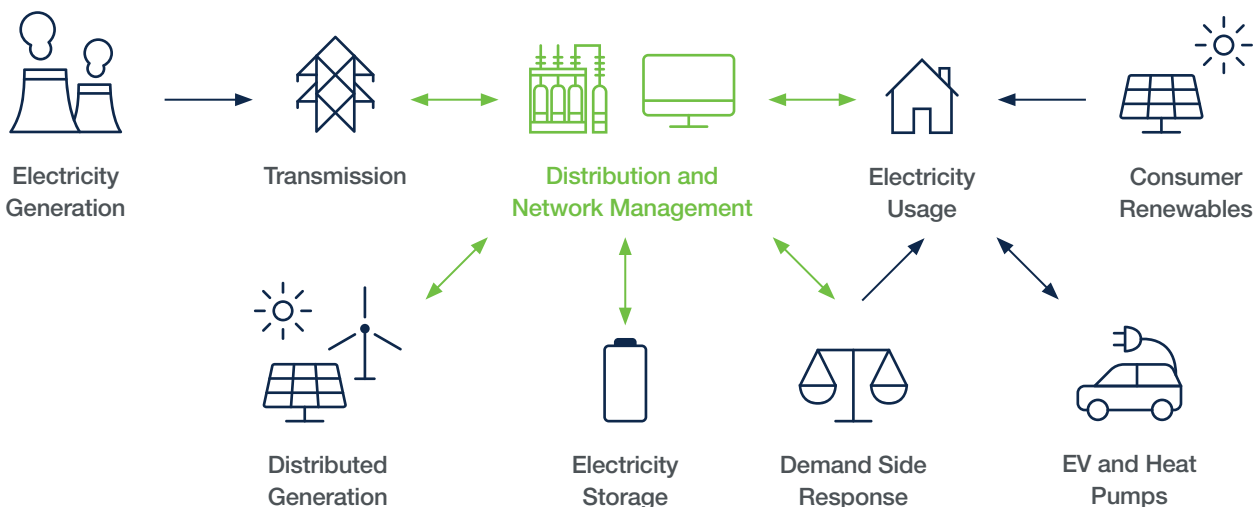 Electricity
Generation
Transmission
Distribution and
Network Management
Electricity
Usage
Consumer
Renewables
Distributed
Generation
Electricity
Storage
Demand Side
Response
EV and Heat
Pumps